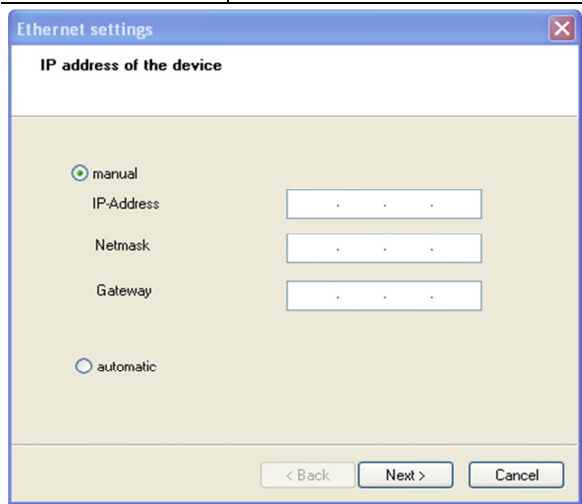 Ethernet settings
IP address of the device
manual
IP-Address . . .
Netmask . . .
Gateway . . .
automatic
< Back Next > Cancel